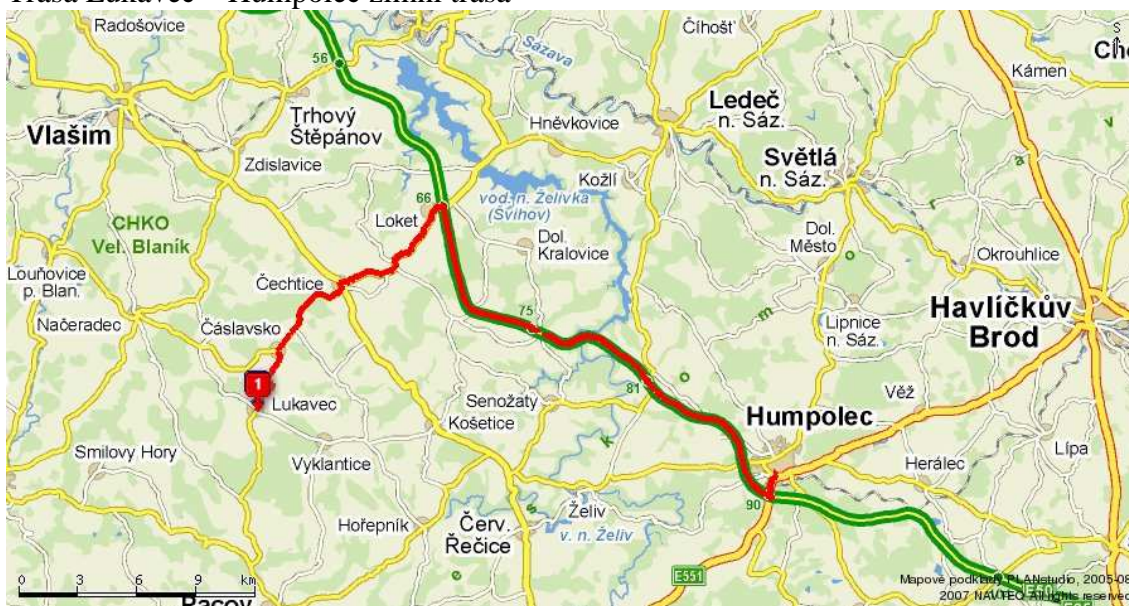 Trasa Lukavec – Humpolec zimní trasa
Radošovice
Číhošť
S
56
Sázava
Kámen
Trhový
Štěpánov
Ledeč
n. Sáz.
Vlašim
Hněvkovice
Světlá
n. Sáz.
Zdislavice
Kožlí
66
vod. n. Želivka
(Švihov)
CHKO
Vel. Blaník
Loket
Dol.
Kralovice
Dol.
Město
Okrouhlice
Louňovice
p. Blan.
Čechtice
Havlíčkův
Brod
Načeradec
75
Čáslavsko
Lipnice
n. Sáz.
1
81
Lukavec
Senožaty
Humpolec
Věž
Košetice
Smilovy Hory
Vyklantice
Herálec
Lípa
90
Hořepník
Želiv
v. n. Želiv
Červ.
Řečice
E551
0 3 6 9 km
Mapové podklady PLANstudio, 2005-08
2007 NAVTEQ All rights reserved
Pacov